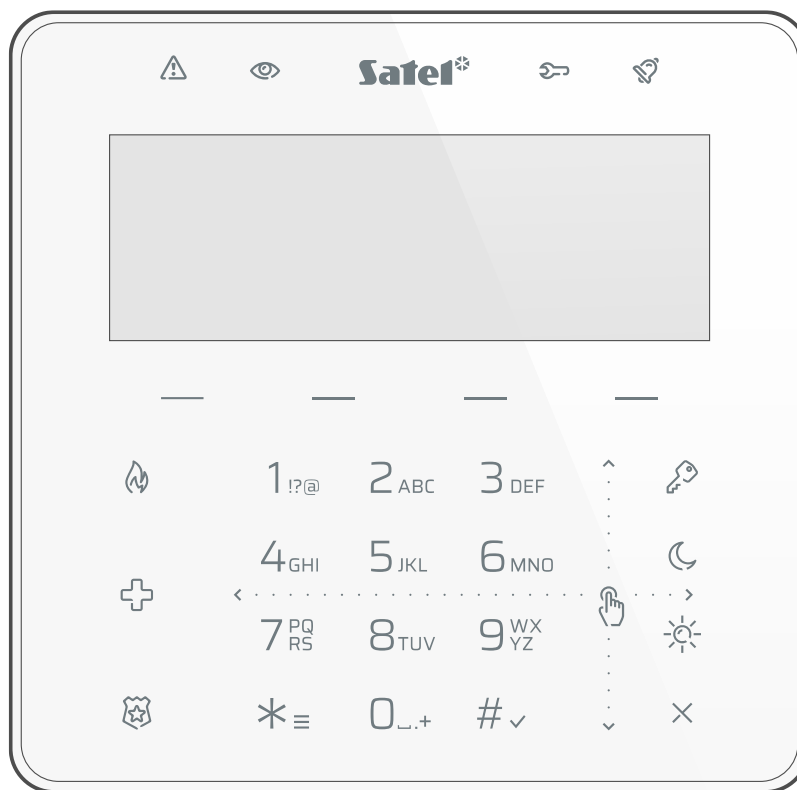 Satel*
1 !?@ 2 ABC 3 DEF
4 GHI 5 JKL 6 MNO
7 PQ RS 8 TUV 9 WX YZ
* 0 ␣.+ #